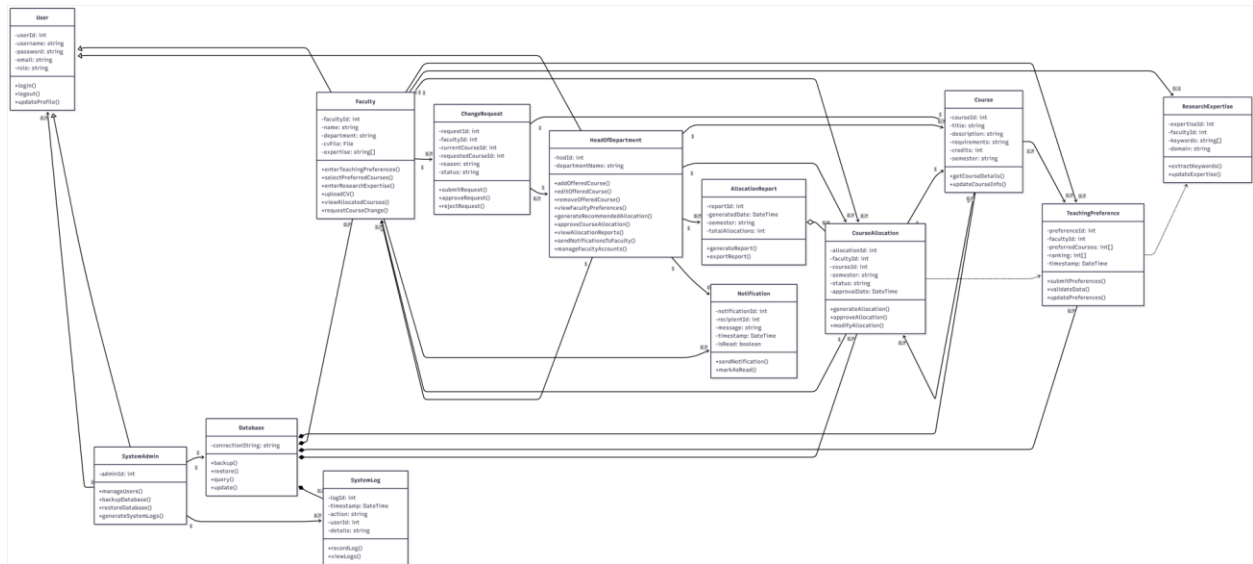 User
-userId: int
-username: string
-password: string
-email: string
-role: string
+login()
+logout()
+updateProfile()
Faculty
-facultyId: int
-name: string
-department: string
-cvFile: File
-expertise: string[]
+enterTeachingPreferences()
+selectPreferredCourses()
+enterResearchExpertise()
+uploadCV()
+viewAllocatedCourses()
+requestCourseChange()
ChangeRequest
-requestId: int
-facultyId: int
-currentCourseId: int
-requestedCourseId: int
-reason: string
-status: string
+submitRequest()
+approveRequest()
+rejectRequest()
HeadOfDepartment
-hodId: int
-departmentName: string
+addOfferedCourse()
+editOfferedCourse()
+removeOfferedCourse()
+viewFacultyPreferences()
+generateRecommendedAllocation()
+approveCourseAllocation()
+viewAllocationReports()
+sendNotificationsToFaculty()
+manageFacultyAccounts()
AllocationReport
-reportId: int
-generatedDate: DateTime
-semester: string
-totalAllocations: int
+generateReport()
+exportReport()
Notification
-notificationId: int
-recipientId: int
-message: string
-timestamp: DateTime
-isRead: boolean
+sendNotification()
+markAsRead()
CourseAllocation
-allocationId: int
-facultyId: int
-courseId: int
-semester: string
-status: string
-approvalDate: DateTime
+generateAllocation()
+approveAllocation()
+modifyAllocation()
Course
-courseId: int
-title: string
-description: string
-requirements: string
-credits: int
-semester: string
+getCourseDetails()
+updateCourseInfo()
ResearchExpertise
-expertiseId: int
-facultyId: int
-keywords: string[]
-domain: string
+extractKeywords()
+updateExpertise()
TeachingPreference
-preferenceId: int
-facultyId: int
-preferredCourses: int[]
-ranking: int[]
-timestamp: DateTime
+submitPreferences()
+validateData()
+updatePreferences()
SystemAdmin
-adminId: int
+manageUsers()
+backupDatabase()
+restoreDatabase()
+generateSystemLogs()
Database
-connectionString: string
+backup()
+restore()
+query()
+update()
SystemLog
-logId: int
-timestamp: DateTime
-action: string
-userId: int
-details: string
+recordLog()
+viewLogs()